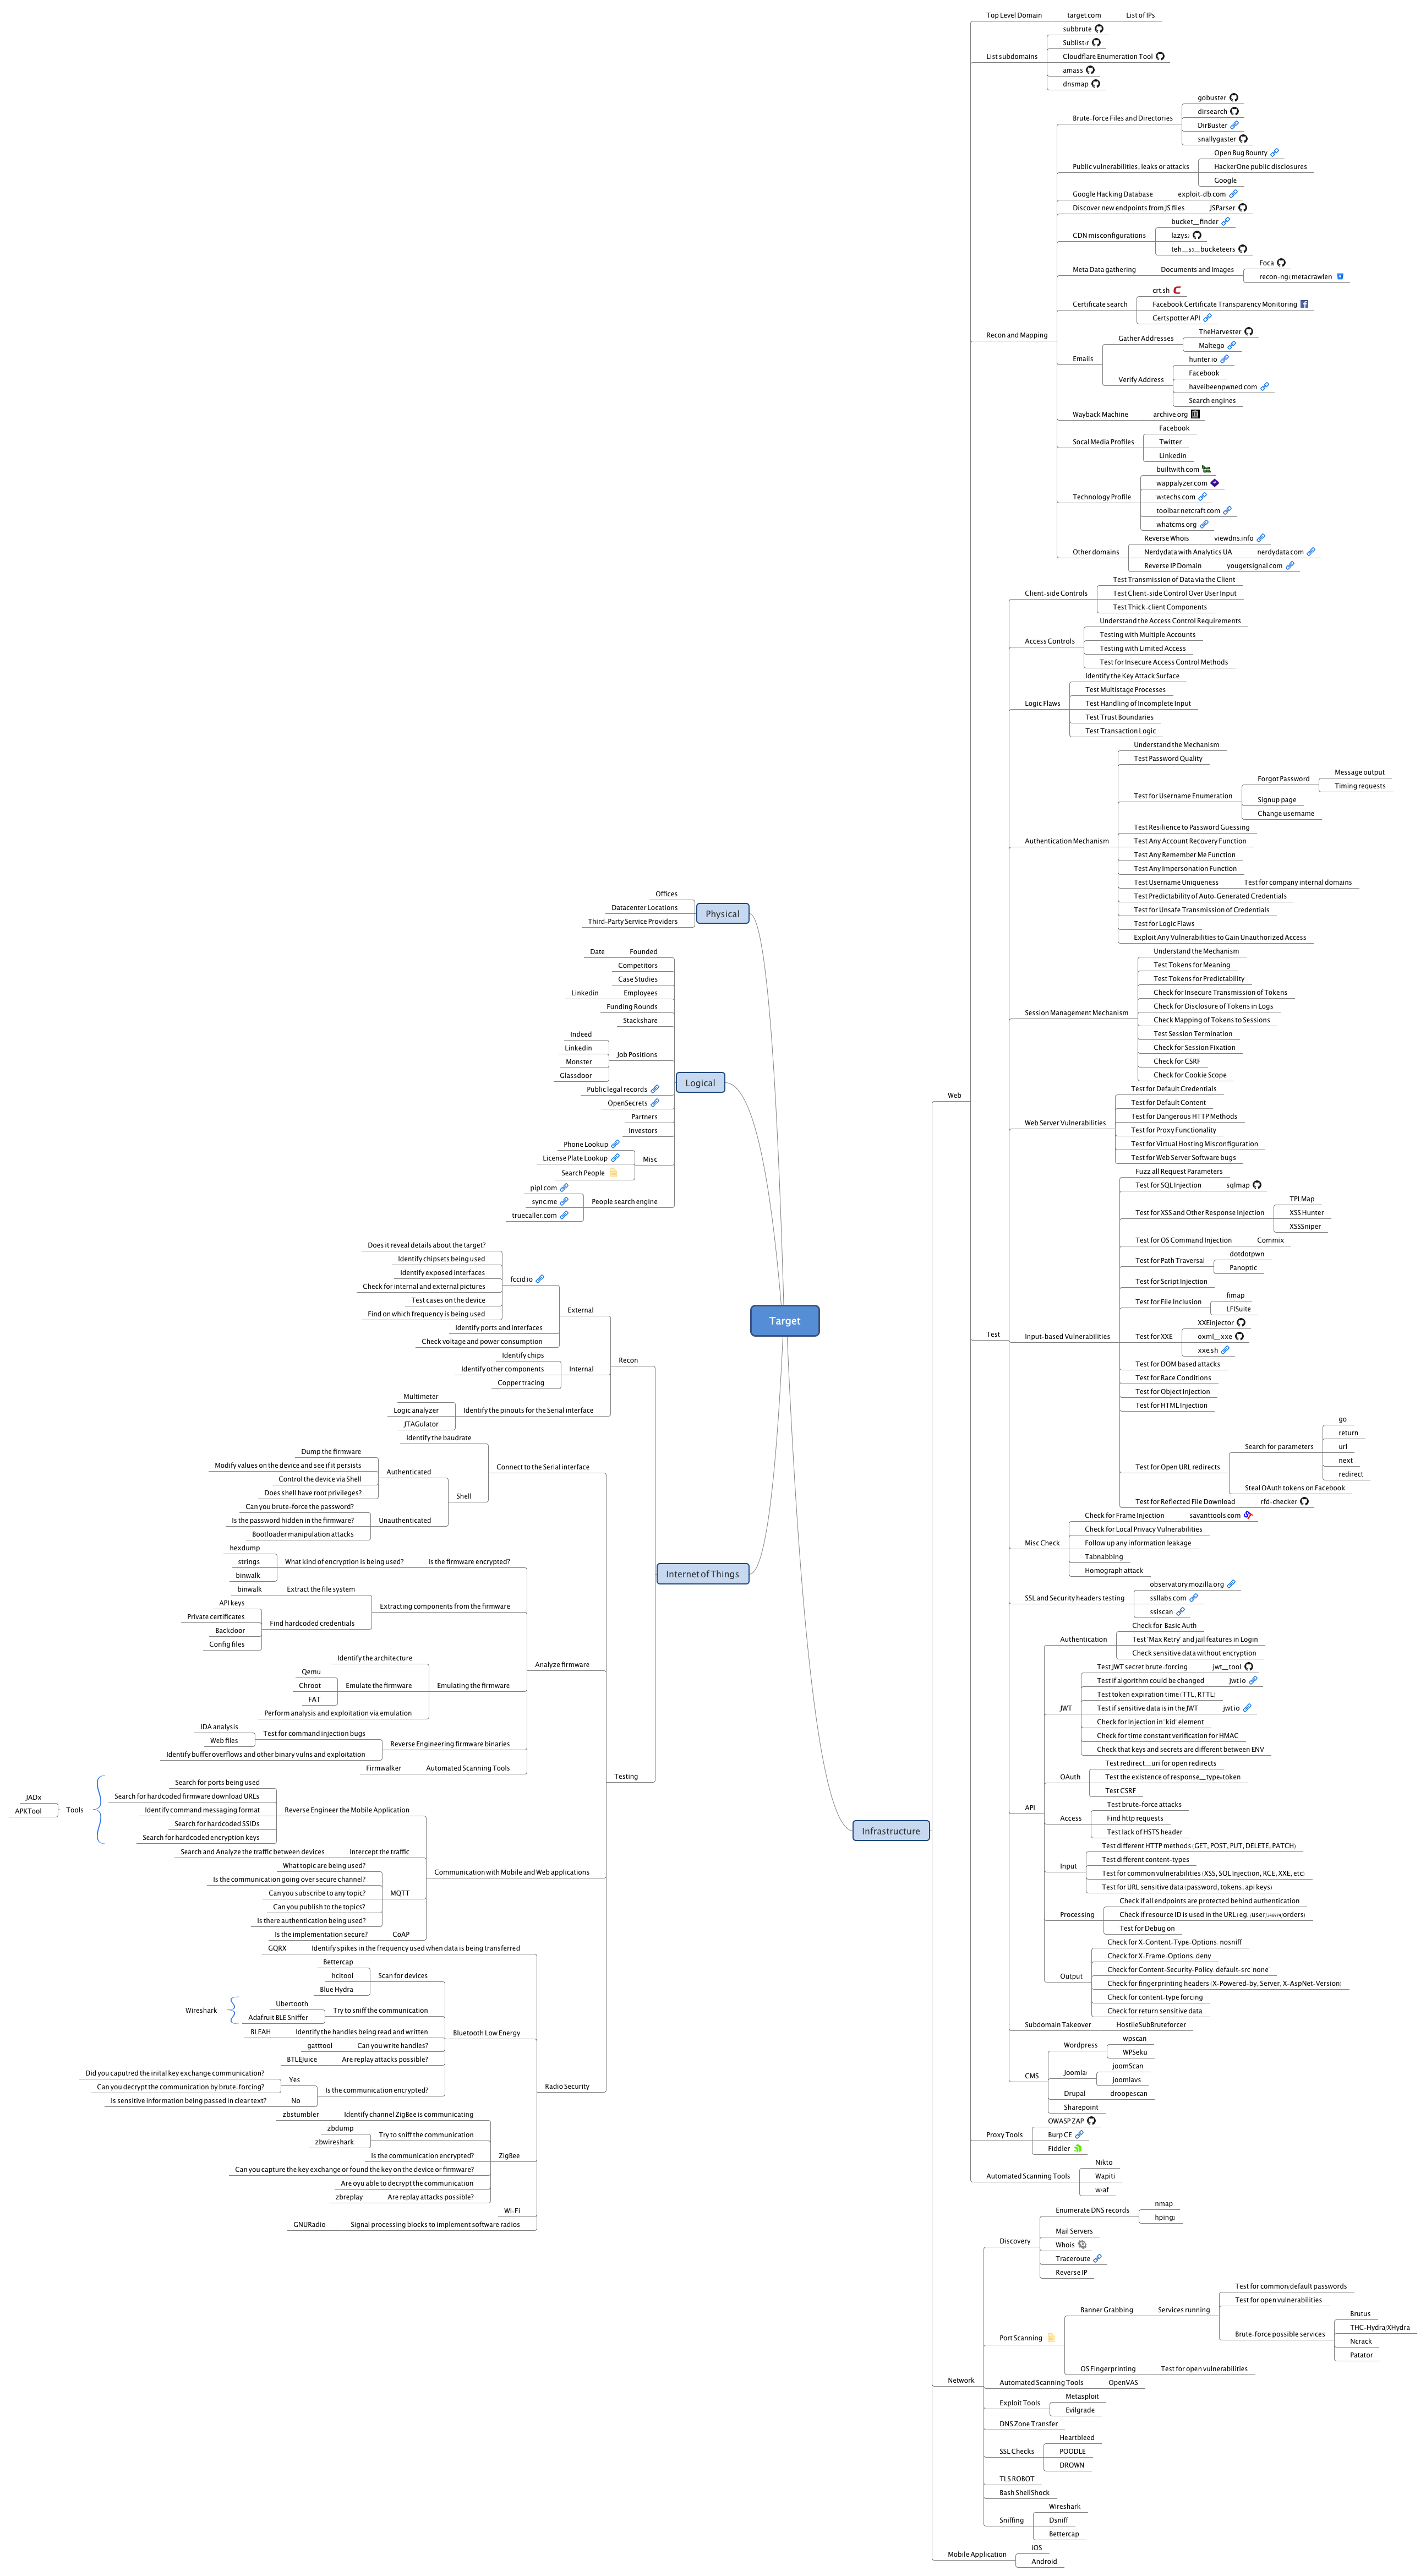 Target
Physical
Offices
Datacenter Locations
Third-Party Service Providers
Logical
Founded
Date
Competitors
Case Studies
Employees
Linkedin
Funding Rounds
Stackshare
Job Positions
Indeed
Linkedin
Monster
Glassdoor
Public legal records
OpenSecrets
Partners
Investors
Misc
Phone Lookup
License Plate Lookup
Search People
People search engine
pipl.com
sync.me
truecaller.com
Internet of Things
Recon
External
fccid.io
Does it reveal details about the target?
Identify chipsets being used
Identify exposed interfaces
Check for internal and external pictures
Test cases on the device
Find on which frequency is being used
Identify ports and interfaces
Check voltage and power consumption
Internal
Identify chips
Identify other components
Copper tracing
Identify the pinouts for the Serial interface
Multimeter
Logic analyzer
JTAGulator
Testing
Connect to the Serial interface
Identify the baudrate
Shell
Authenticated
Dump the firmware
Modify values on the device and see if it persists
Control the device via Shell
Does shell have root privileges?
Unauthenticated
Can you brute-force the password?
Is the password hidden in the firmware?
Bootloader manipulation attacks
Analyze firmware
Is the firmware encrypted?
What kind of encryption is being used?
hexdump
strings
binwalk
Extracting components from the firmware
Extract the file system
binwalk
Find hardcoded credentials
API keys
Private certificates
Backdoor
Config files
Emulating the firmware
Identify the architecture
Emulate the firmware
Qemu
Chroot
FAT
Perform analysis and exploitation via emulation
Reverse Engineering firmware binaries
Test for command injection bugs
IDA analysis
Web files
Identify buffer overflows and other binary vulns and exploitation
Automated Scanning Tools
Firmwalker
Communication with Mobile and Web applications
Reverse Engineer the Mobile Application
Search for ports being used
Search for hardcoded firmware download URLs
Identify command messaging format
Search for hardcoded SSIDs
Search for hardcoded encryption keys
Tools
JADx
APKTool
Intercept the traffic
Search and Analyze the traffic between devices
MQTT
What topic are being used?
Is the communication going over secure channel?
Can you subscribe to any topic?
Can you publish to the topics?
Is there authentication being used?
CoAP
Is the implementation secure?
Radio Security
Identify spikes in the frequency used when data is being transferred
GQRX
Bluetooth Low Energy
Scan for devices
Bettercap
hcitool
Blue Hydra
Try to sniff the communication
Ubertooth
Adafruit BLE Sniffer
Wireshark
Identify the handles being read and written
BLEAH
Can you write handles?
gatttool
Are replay attacks possible?
BTLEJuice
Is the communication encrypted?
Yes
Did you caputred the inital key exchange communication?
Can you decrypt the communication by brute-forcing?
No
Is sensitive information being passed in clear text?
ZigBee
Identify channel ZigBee is communicating
zbstumbler
Try to sniff the communication
zbdump
zbwireshark
Is the communication encrypted?
Can you capture the key exchange or found the key on the device or firmware?
Are oyu able to decrypt the communication
Are replay attacks possible?
zbreplay
Wi-Fi
Signal processing blocks to implement software radios
GNURadio
Infrastructure
Web
Top Level Domain
target.com
List of IPs
List subdomains
subbrute
Sublist3r
Cloudflare Enumeration Tool
amass
dnsmap
Recon and Mapping
Brute-force Files and Directories
gobuster
dirsearch
DirBuster
snallygaster
Public vulnerabilities, leaks or attacks
Open Bug Bounty
HackerOne public disclosures
Google
Google Hacking Database
exploit-db.com
Discover new endpoints from JS files
JSParser
CDN misconfigurations
bucket_finder
lazys3
teh_s3_bucketeers
Meta Data gathering
Documents and Images
Foca
recon-ng (metacrawler)
Certificate search
crt.sh
Facebook Certificate Transparency Monitoring
Certspotter API
Emails
Gather Addresses
TheHarvester
Maltego
Verify Address
hunter.io
Facebook
haveibeenpwned.com
Search engines
Wayback Machine
archive.org
Socal Media Profiles
Facebook
Twitter
Linkedin
Technology Profile
builtwith.com
wappalyzer.com
w3techs.com
toolbar.netcraft.com
whatcms.org
Other domains
Reverse Whois
viewdns.info
Nerdydata with Analytics UA
nerdydata.com
Reverse IP Domain
yougetsignal.com
Test
Client-side Controls
Test Transmission of Data via the Client
Test Client-side Control Over User Input
Test Thick-client Components
Access Controls
Understand the Access Control Requirements
Testing with Multiple Accounts
Testing with Limited Access
Test for Insecure Access Control Methods
Logic Flaws
Identify the Key Attack Surface
Test Multistage Processes
Test Handling of Incomplete Input
Test Trust Boundaries
Test Transaction Logic
Authentication Mechanism
Understand the Mechanism
Test Password Quality
Test for Username Enumeration
Forgot Password
Message output
Timing requests
Signup page
Change username
Test Resilience to Password Guessing
Test Any Account Recovery Function
Test Any Remember Me Function
Test Any Impersonation Function
Test Username Uniqueness
Test for company internal domains
Test Predictability of Auto-Generated Credentials
Test for Unsafe Transmission of Credentials
Test for Logic Flaws
Exploit Any Vulnerabilities to Gain Unauthorized Access
Session Management Mechanism
Understand the Mechanism
Test Tokens for Meaning
Test Tokens for Predictability
Check for Insecure Transmission of Tokens
Check for Disclosure of Tokens in Logs
Check Mapping of Tokens to Sessions
Test Session Termination
Check for Session Fixation
Check for CSRF
Check for Cookie Scope
Web Server Vulnerabilities
Test for Default Credentials
Test for Default Content
Test for Dangerous HTTP Methods
Test for Proxy Functionality
Test for Virtual Hosting Misconfiguration
Test for Web Server Software bugs
Input-based Vulnerabilities
Fuzz all Request Parameters
Test for SQL Injection
sqlmap
Test for XSS and Other Response Injection
TPLMap
XSS Hunter
XSSSniper
Test for OS Command Injection
Commix
Test for Path Traversal
dotdotpwn
Panoptic
Test for Script Injection
Test for File Inclusion
fimap
LFISuite
Test for XXE
XXEinjector
oxml_xxe
xxe.sh
Test for DOM based attacks
Test for Race Conditions
Test for Object Injection
Test for HTML Injection
Test for Open URL redirects
Search for parameters
go
return
url
next
redirect
Steal OAuth tokens on Facebook
Test for Reflected File Download
rfd-checker
Misc Check
Check for Frame Injection
savanttools.com
Check for Local Privacy Vulnerabilities
Follow up any information leakage
Tabnabbing
Homograph attack
SSL and Security headers testing
observatory.mozilla.org
ssllabs.com
sslscan
API
Authentication
Check for 'Basic Auth'
Test 'Max Retry' and jail features in Login
Check sensitive data without encryption
JWT
Test JWT secret brute-forcing
jwt_tool
Test if algorithm could be changed
jwt.io
Test token expiration time (TTL, RTTL)
Test if sensitive data is in the JWT
jwt.io
Check for Injection in 'kid' element
Check for time constant verification for HMAC
Check that keys and secrets are different between ENV
OAuth
Test redirect_uri for open redirects
Test the existence of response_type=token
Test CSRF
Access
Test brute-force attacks
Find http requests
Test lack of HSTS header
Input
Test different HTTP methods (GET, POST, PUT, DELETE, PATCH)
Test different content-types
Test for common vulnerabilities (XSS, SQL Injection, RCE, XXE, etc)
Test for URL sensitive data (password, tokens, api keys)
Processing
Check if all endpoints are protected behind authentication
Check if resource ID is used in the URL (eg. /user/ /orders)
Test for Debug on
Output
Check for X-Content-Type-Options: nosniff
Check for X-Frame-Options: deny
Check for Content-Security-Policy: default-src 'none'
Check for fingerprinting headers (X-Powered-by, Server, X-AspNet-Version)
Check for content-type forcing
Check for return sensitive data
Subdomain Takeover
HostileSubBruteforcer
CMS
Wordpress
wpscan
WPSeku
Joomla!
joomScan
joomlavs
Drupal
droopescan
Sharepoint
Proxy Tools
OWASP ZAP
Burp CE
Fiddler
Automated Scanning Tools
Nikto
Wapiti
w3af
Network
Discovery
Enumerate DNS records
nmap
hping3
Mail Servers
Whois
Traceroute
Reverse IP
Port Scanning
Banner Grabbing
Services running
Test for common/default passwords
Test for open vulnerabilities
Brute-force possible services
Brutus
THC-Hydra/XHydra
Ncrack
Patator
OS Fingerprinting
Test for open vulnerabilities
Automated Scanning Tools
OpenVAS
Exploit Tools
Metasploit
Evilgrade
DNS Zone Transfer
SSL Checks
Heartbleed
POODLE
DROWN
TLS ROBOT
Bash ShellShock
Sniffing
Wireshark
Dsniff
Bettercap
Mobile Application
iOS
Android